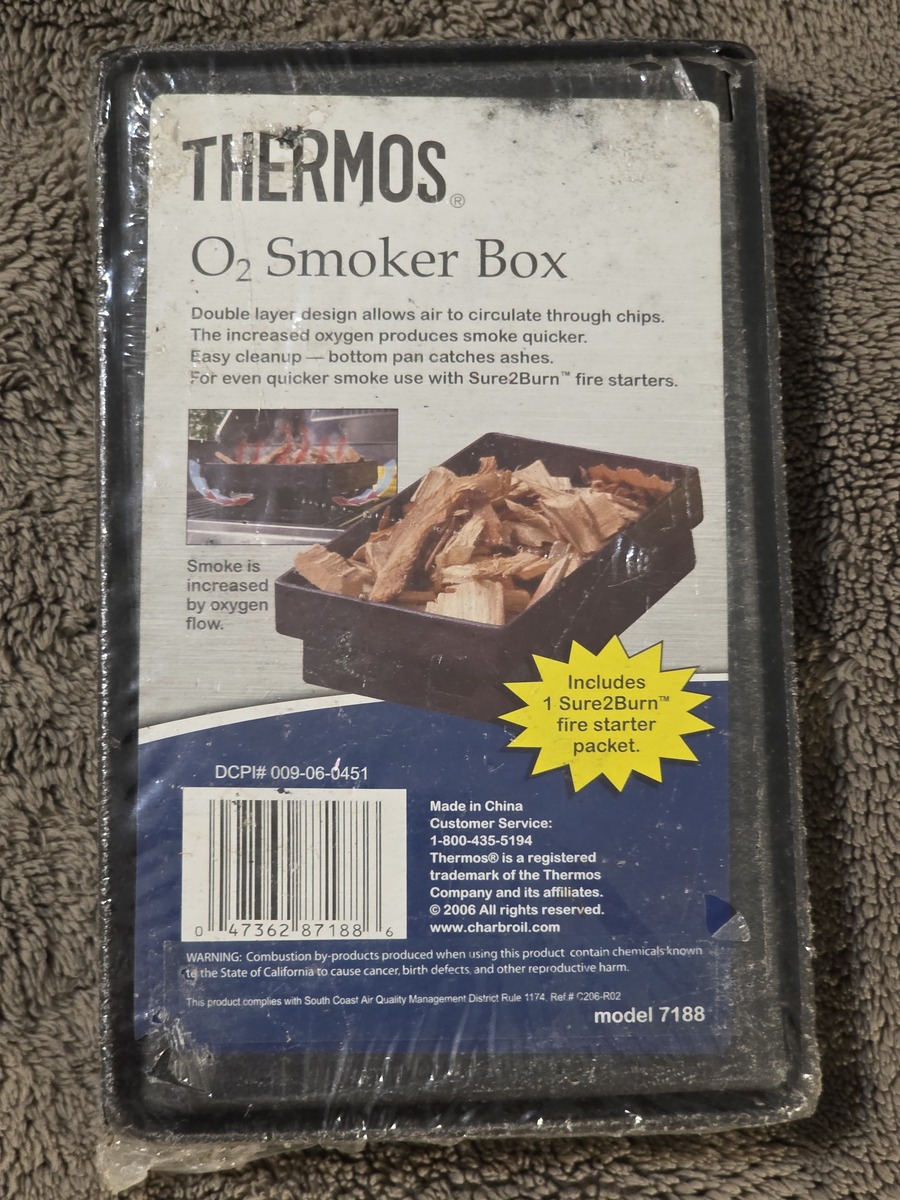 THERMOS®
O₂ Smoker Box
Double layer design allows air to circulate through chips.
The increased oxygen produces smoke quicker.
Easy cleanup — bottom pan catches ashes.
For even quicker smoke use with Sure2Burn™ fire starters.
Smoke is
increased
by oxygen
flow.
Includes
1 Sure2Burn™
fire starter
packet.
DCPI# 009-06-0451
0 47362 87188 6
Made in China
Customer Service:
1-800-435-5194
Thermos® is a registered
trademark of the Thermos
Company and its affiliates.
© 2006 All rights reserved.
www.charbroil.com
WARNING: Combustion by-products produced when using this product contain chemicals known
to the State of California to cause cancer, birth defects, and other reproductive harm.
This product complies with South Coast Air Quality Management District Rule 1174, Ref.# C206-R02
model 7188